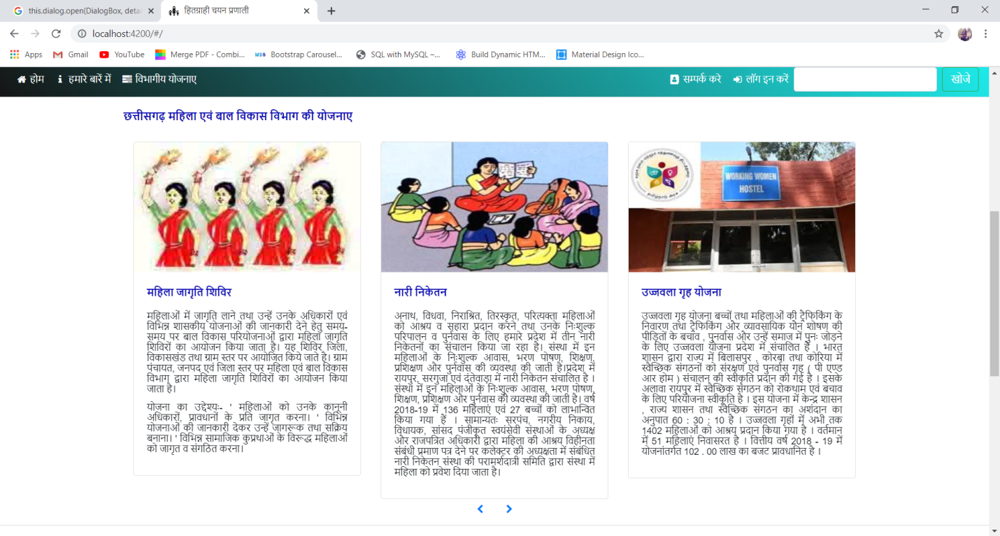 this.dialog.open(DialogBox, deta
हितग्राही चयन प्रणाली
localhost:4200/#/
Apps
Gmail
YouTube
Merge PDF - Combi...
Bootstrap Carousel...
SQL with MySQL –...
Build Dynamic HTM...
Material Design Ico...
होम
हमारे बारें में
विभागीय योजनाए
सम्पर्क करे
लॉग इन करें
खोजे
छत्तीसगढ़ महिला एवं बाल विकास विभाग की योजनाए
महिला जागृति शिविर
महिलाओं में जागृति लाने तथा उन्हें उनके अधिकारों एवं
विभिन्न शासकीय योजनाओं की जानकारी देने हेतु समय-
समय पर बाल विकास परियोजनाओं द्वारा महिला जागृति
शिविरों का आयोजन किया जाता है। यह शिविर जिला,
विकासखंड तथा ग्राम स्तर पर आयोजित किये जाते है। ग्राम
पंचायत, जनपद एवं जिला स्तर पर महिला एवं बाल विकास
विभाग द्वारा महिला जागृति शिविरों का आयोजन किया
जाता है।
योजना का उद्देश्यः- ' महिलाओं को उनके कानूनी
अधिकारों, प्रावधानों के प्रति जागृत करना। ' विभिन्न
योजनाओं की जानकारी देकर उन्हें जागरूक तथा सक्रिय
बनाना। ' विभिन्न सामाजिक कुप्रथाओं के विरूद्ध महिलाओं
को जागृत व संगठित करना।
नारी निकेतन
अनाथ, विधवा, निराश्रित, तिरस्कृत, परित्यक्ता महिलाओं
को आश्रय व सहारा प्रदान करने तथा उनके निःशुल्क
परिपालन व पुर्नवास के लिए हमारे प्रदेश में तीन नारी
निकेतनों का संचालन किया जा रहा है। संस्था में इन
महिलाओं के निःशुल्क आवास, भरण पोषण, शिक्षण,
प्रशिक्षण और पुर्नवास की व्यवस्था की जाती है।प्रदेश में
रायपुर, सरगुजा एवं दंतेवाड़ा में नारी निकेतन संचालित है ।
संस्था में इन महिलाओं के निःशुल्क आवास, भरण पोषण,
शिक्षण, प्रशिक्षण और पुर्नवास की व्यवस्था की जाती है। वर्ष
2018-19 में 136 महिलाएं एवं 27 बच्चों को लाभान्वित
किया गया हैं । सामान्यतः सरपंच, नगरीय निकाय,
विधायक, सांसद पंजीकृत स्वयंसेवी संस्थाओं के अध्यक्ष
और राजपत्रित अधिकारी द्वारा महिला की आश्रय विहीनता
संबंधी प्रमाण पत्र देने पर कलेक्टर की अध्यक्षता में संबंधित
नारी निकेतन संस्था की परामर्शदात्री समिति द्वारा संस्था में
महिला को प्रवेश दिया जाता है।
WORKING WOMEN
HOSTEL
उज्जवला गृह योजना
उज्जवला गृह योजना बच्चों तथा महिलाओं की ट्रैफिकिंग के
निवारण तथा ट्रैफिकिंग और व्यावसायिक यौन शोषण की
पीड़ितों के बचाव , पुनर्वास और उन्हें समाज में पुनः जोड़ने
के लिए उज्जवला योजना प्रदेश में संचालित है । भारत
शासन द्वारा राज्य में बिलासपुर , कोरबा तथा कोरिया में
स्वैच्छिक संगठनों को संरक्षण एवं पुनर्वास गृह ( पी एण्ड
आर होम ) संचालन की स्वीकृति प्रदान की गई है । इसके
अलावा रायपुर में स्वैच्छिक संगठन को रोकथाम एवं बचाव
के लिए परियोजना स्वीकृति है । इस योजना में केन्द्र शासन
, राज्य शासन तथा स्वैच्छिक संगठन का अशंदान का
अनुपात 60 : 30 : 10 है । उज्जवला गृहों में अभी तक
1402 महिलाओं को आश्रय प्रदान किया गया है । वर्तमान
में 51 महिलाएं निवासरत है । वित्तीय वर्ष 2018 - 19 में
योजनांतर्गत 102 . 00 लाख का बजट प्रावधानित है ।